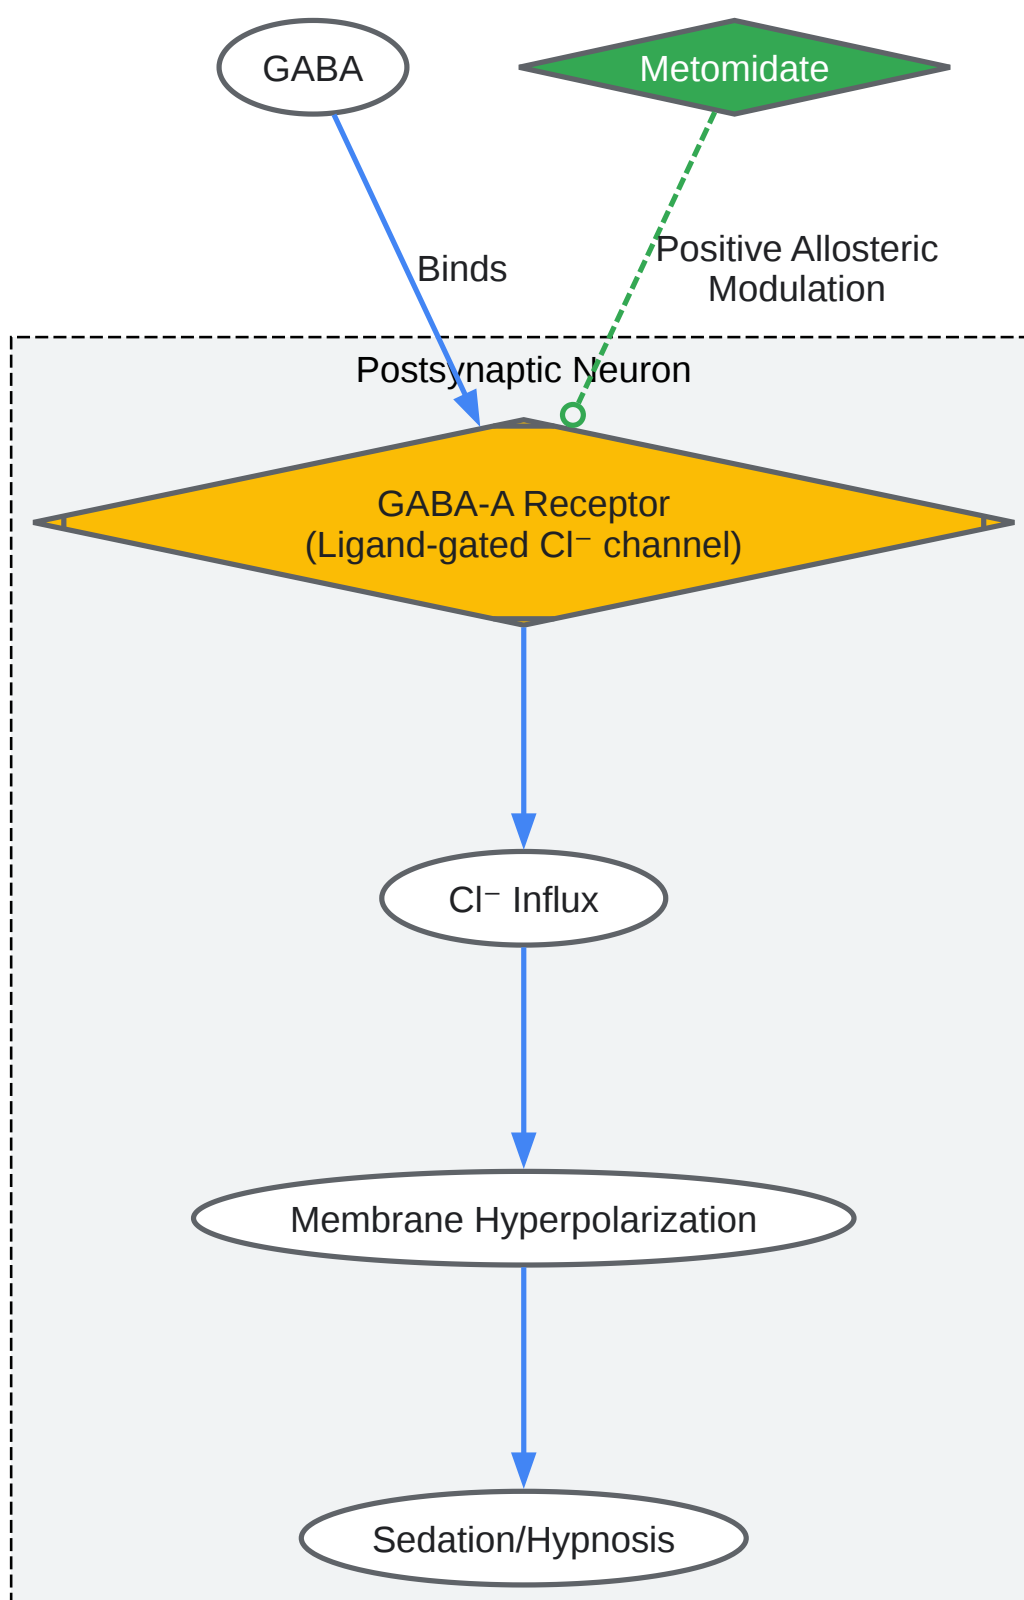 GABA
Metomidate
Binds
Positive Allosteric
Modulation
Postsynaptic Neuron
GABA-A Receptor
(Ligand-gated Cl⁻ channel)
Cl⁻ Influx
Membrane Hyperpolarization
Sedation/Hypnosis